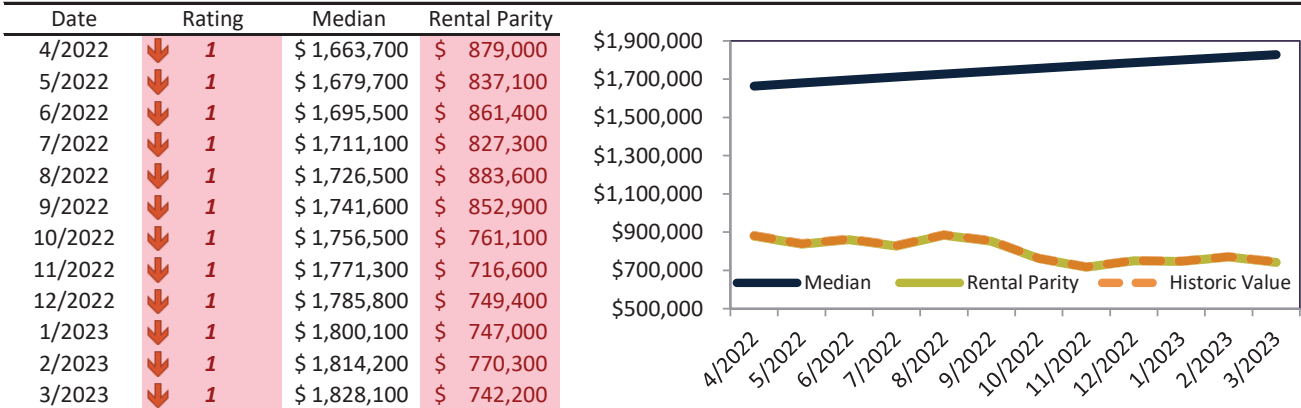 Date Rating Median Rental Parity
4/2022 1 $ 1,663,700 $ 879,000
5/2022 1 $ 1,679,700 $ 837,100
6/2022 1 $ 1,695,500 $ 861,400
7/2022 1 $ 1,711,100 $ 827,300
8/2022 1 $ 1,726,500 $ 883,600
9/2022 1 $ 1,741,600 $ 852,900
10/2022 1 $ 1,756,500 $ 761,100
11/2022 1 $ 1,771,300 $ 716,600
12/2022 1 $ 1,785,800 $ 749,400
1/2023 1 $ 1,800,100 $ 747,000
2/2023 1 $ 1,814,200 $ 770,300
3/2023 1 $ 1,828,100 $ 742,200
$1,900,000
$1,700,000
$1,500,000
$1,300,000
$1,100,000
$900,000
$700,000
$500,000
Median Rental Parity Historic Value
4/2022 5/2022 6/2022 7/2022 8/2022 9/2022 10/2022 11/2022 12/2022 1/2023 2/2023 3/2023